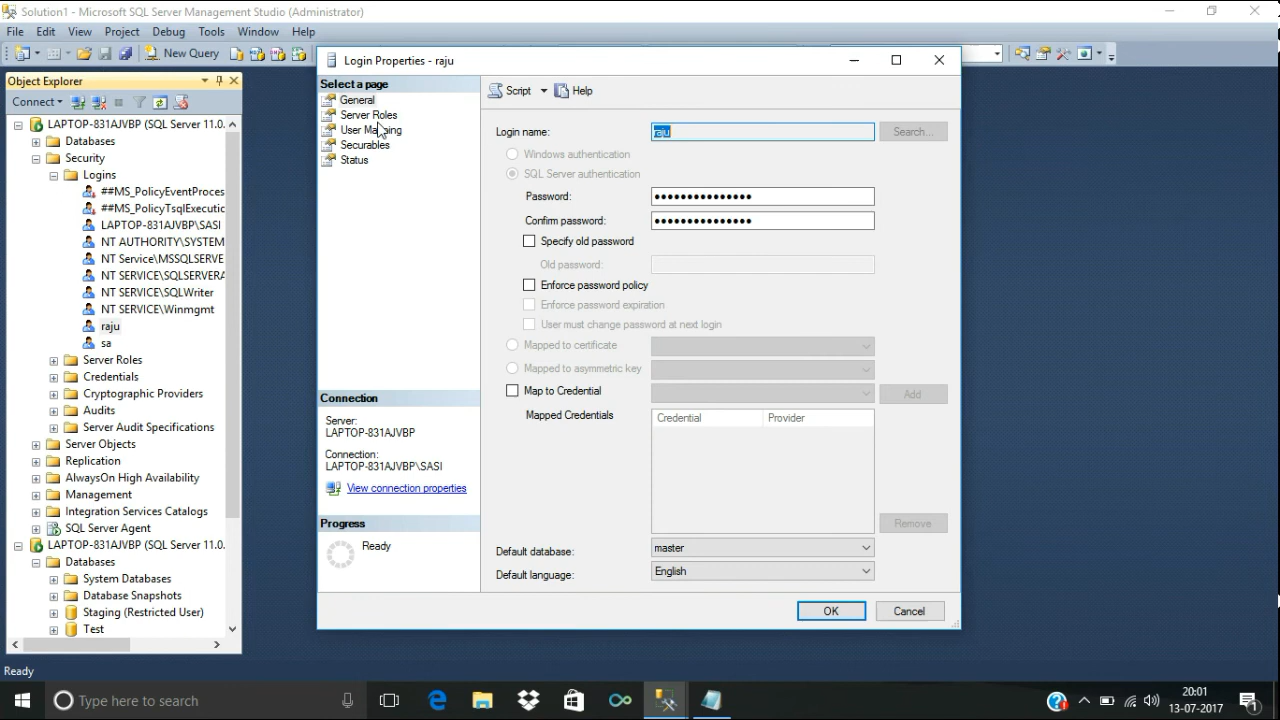 Solution1 - Microsoft SQL Server Management Studio (Administrator)
File Edit View Project Debug Tools Window Help
New Query
Object Explorer
Connect
LAPTOP-831AJVBP (SQL Server 11.0.
Databases
Security
Logins
##MS_PolicyEventProces
##MS_PolicyTsqlExecutic
LAPTOP-831AJVBP\SASI
NT AUTHORITY\SYSTEM
NT Service\MSSQLSERVE
NT SERVICE\SQLSERVERA
NT SERVICE\SQLWriter
NT SERVICE\Winmgmt
raju
sa
Server Roles
Credentials
Cryptographic Providers
Audits
Server Audit Specifications
Server Objects
Replication
AlwaysOn High Availability
Management
Integration Services Catalogs
SQL Server Agent
LAPTOP-831AJVBP (SQL Server 11.0.
Databases
System Databases
Database Snapshots
Staging (Restricted User)
Test
Login Properties - raju
Select a page
General
Server Roles
User Mapping
Securables
Status
Connection
Server:
LAPTOP-831AJVBP
Connection:
LAPTOP-831AJVBP\SASI
View connection properties
Progress
Ready
Script Help
Login name: raju Search...
Windows authentication
SQL Server authentication
Password: ●●●●●●●●●●●●●●●
Confirm password: ●●●●●●●●●●●●●●●
Specify old password
Old password:
Enforce password policy
Enforce password expiration
User must change password at next login
Mapped to certificate
Mapped to asymmetric key
Map to Credential Add
Mapped Credentials Credential Provider
Remove
Default database: master
Default language: English
OK Cancel
Ready
Type here to search
20:01
13-07-2017